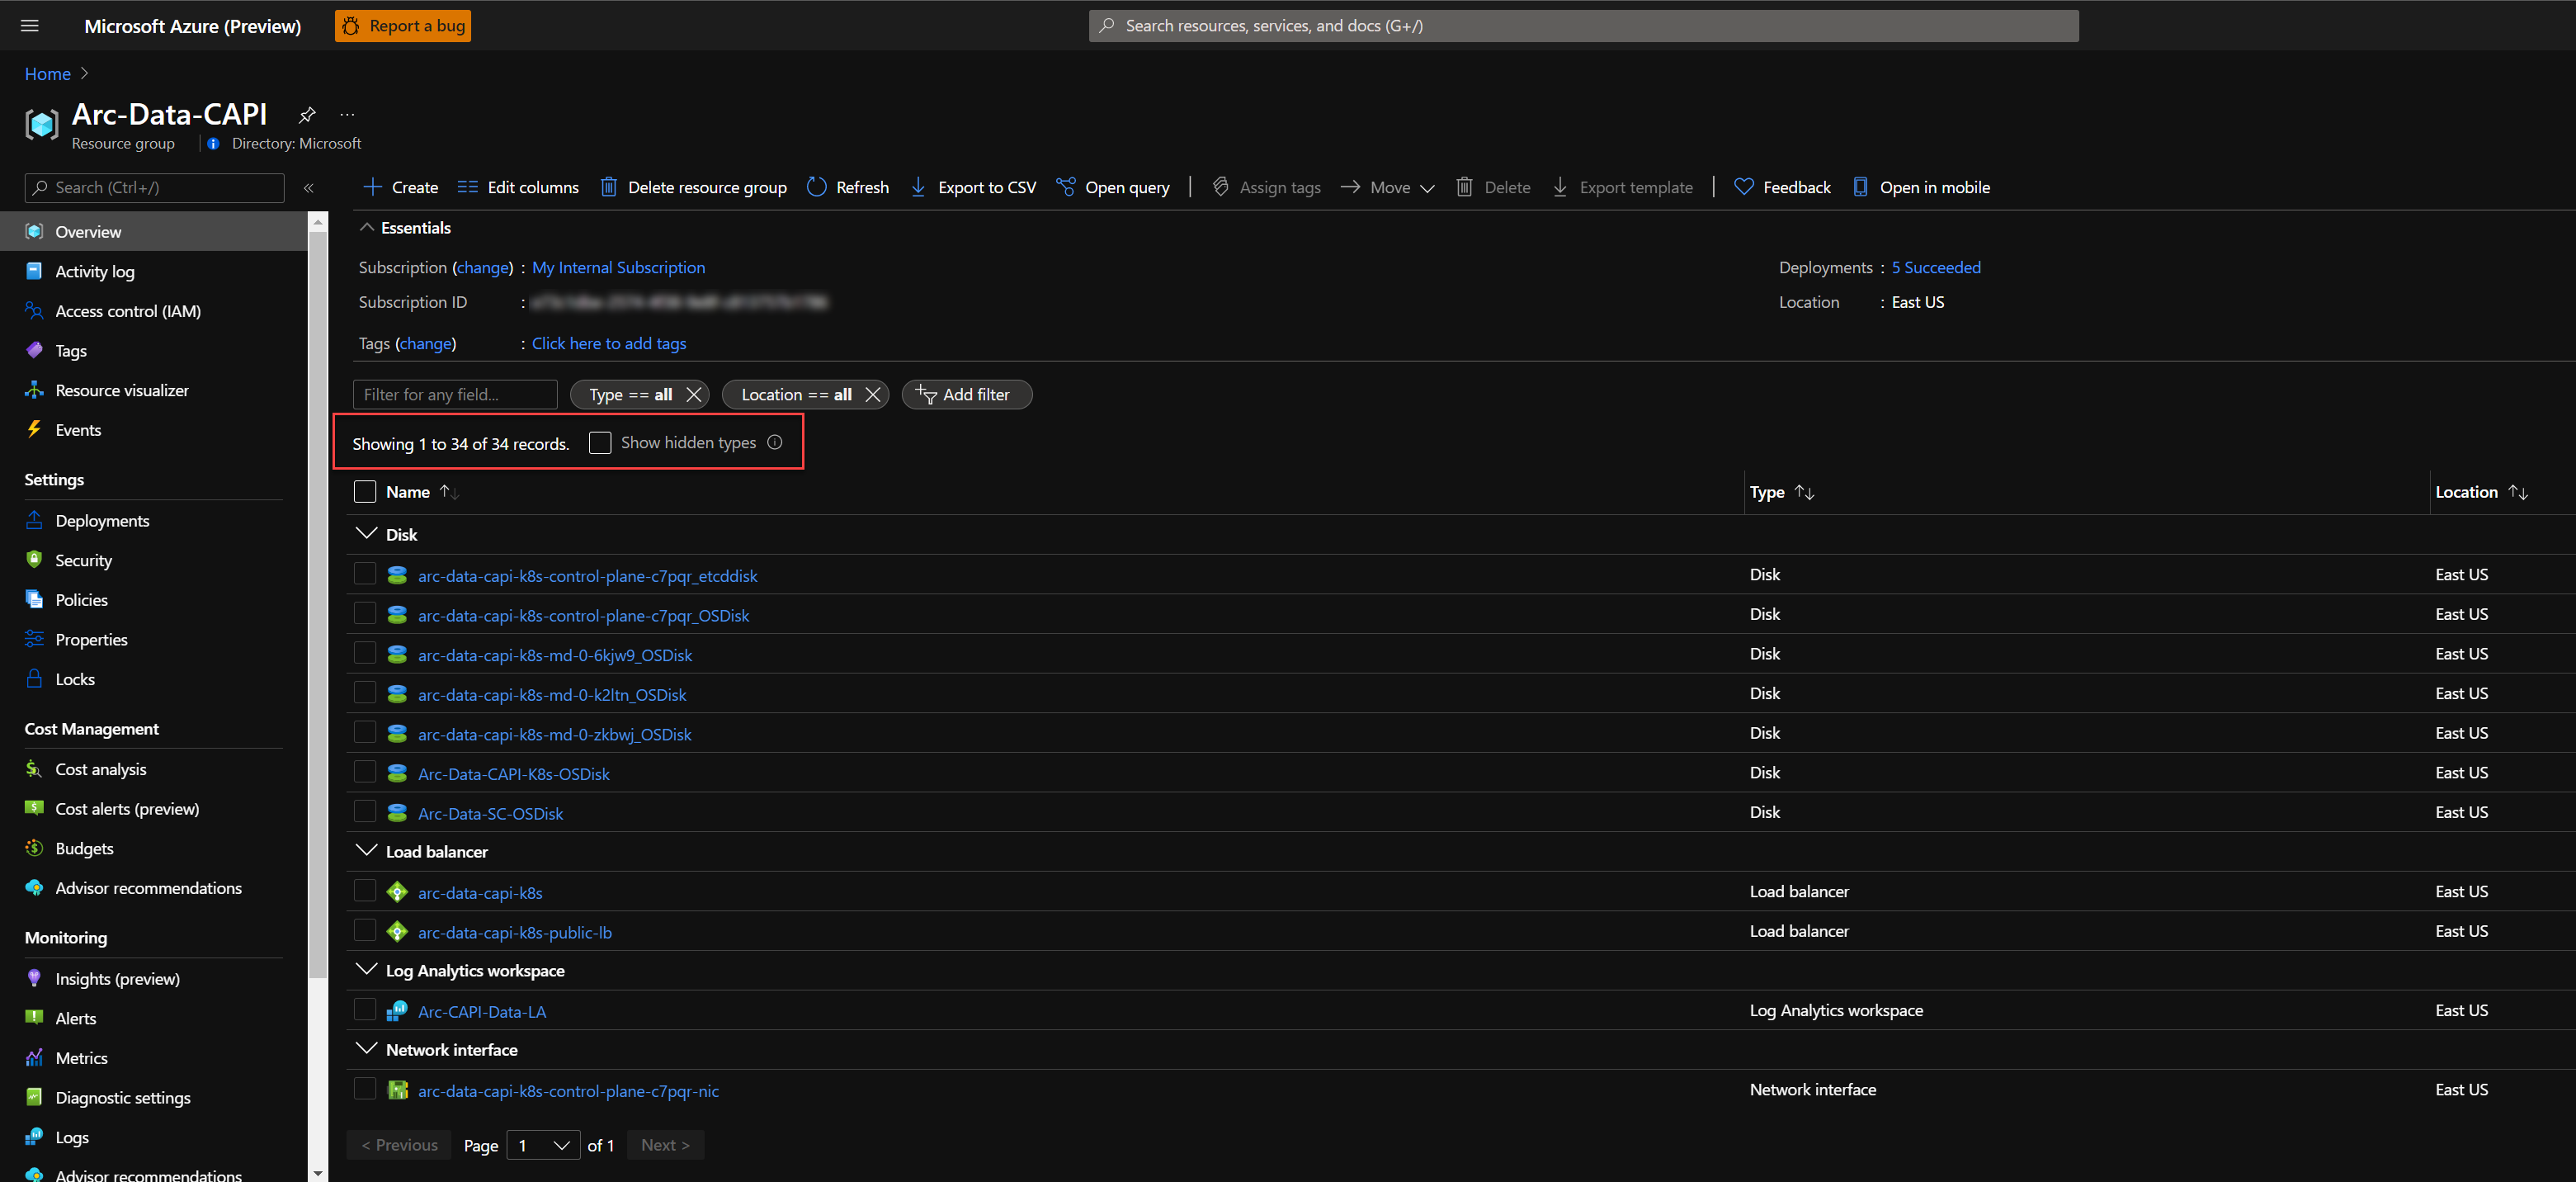 Microsoft Azure (Preview)
Report a bug
Search resources, services, and docs (G+/)
Home
Arc-Data-CAPI
Resource group
Directory: Microsoft
Search (Ctrl+/)
Create
Edit columns
Delete resource group
Refresh
Export to CSV
Open query
Assign tags
Move
Delete
Export template
Feedback
Open in mobile
Overview
Activity log
Access control (IAM)
Tags
Resource visualizer
Events
Settings
Deployments
Security
Policies
Properties
Locks
Cost Management
Cost analysis
Cost alerts (preview)
Budgets
Advisor recommendations
Monitoring
Insights (preview)
Alerts
Metrics
Diagnostic settings
Logs
Advisor recommendations
Essentials
Subscription (change) : My Internal Subscription
Subscription ID :
Tags (change) : Click here to add tags
Deployments : 5 Succeeded
Location : East US
Filter for any field...
Type == all
Location == all
Add filter
Showing 1 to 34 of 34 records.
Show hidden types
Name Type Location
Disk
arc-data-capi-k8s-control-plane-c7pqr_etcddisk Disk East US
arc-data-capi-k8s-control-plane-c7pqr_OSDisk Disk East US
arc-data-capi-k8s-md-0-6kjw9_OSDisk Disk East US
arc-data-capi-k8s-md-0-k2ltn_OSDisk Disk East US
arc-data-capi-k8s-md-0-zkbwj_OSDisk Disk East US
Arc-Data-CAPI-K8s-OSDisk Disk East US
Arc-Data-SC-OSDisk Disk East US
Load balancer
arc-data-capi-k8s Load balancer East US
arc-data-capi-k8s-public-lb Load balancer East US
Log Analytics workspace
Arc-CAPI-Data-LA Log Analytics workspace East US
Network interface
arc-data-capi-k8s-control-plane-c7pqr-nic Network interface East US
< Previous
Page 1 of 1
Next >